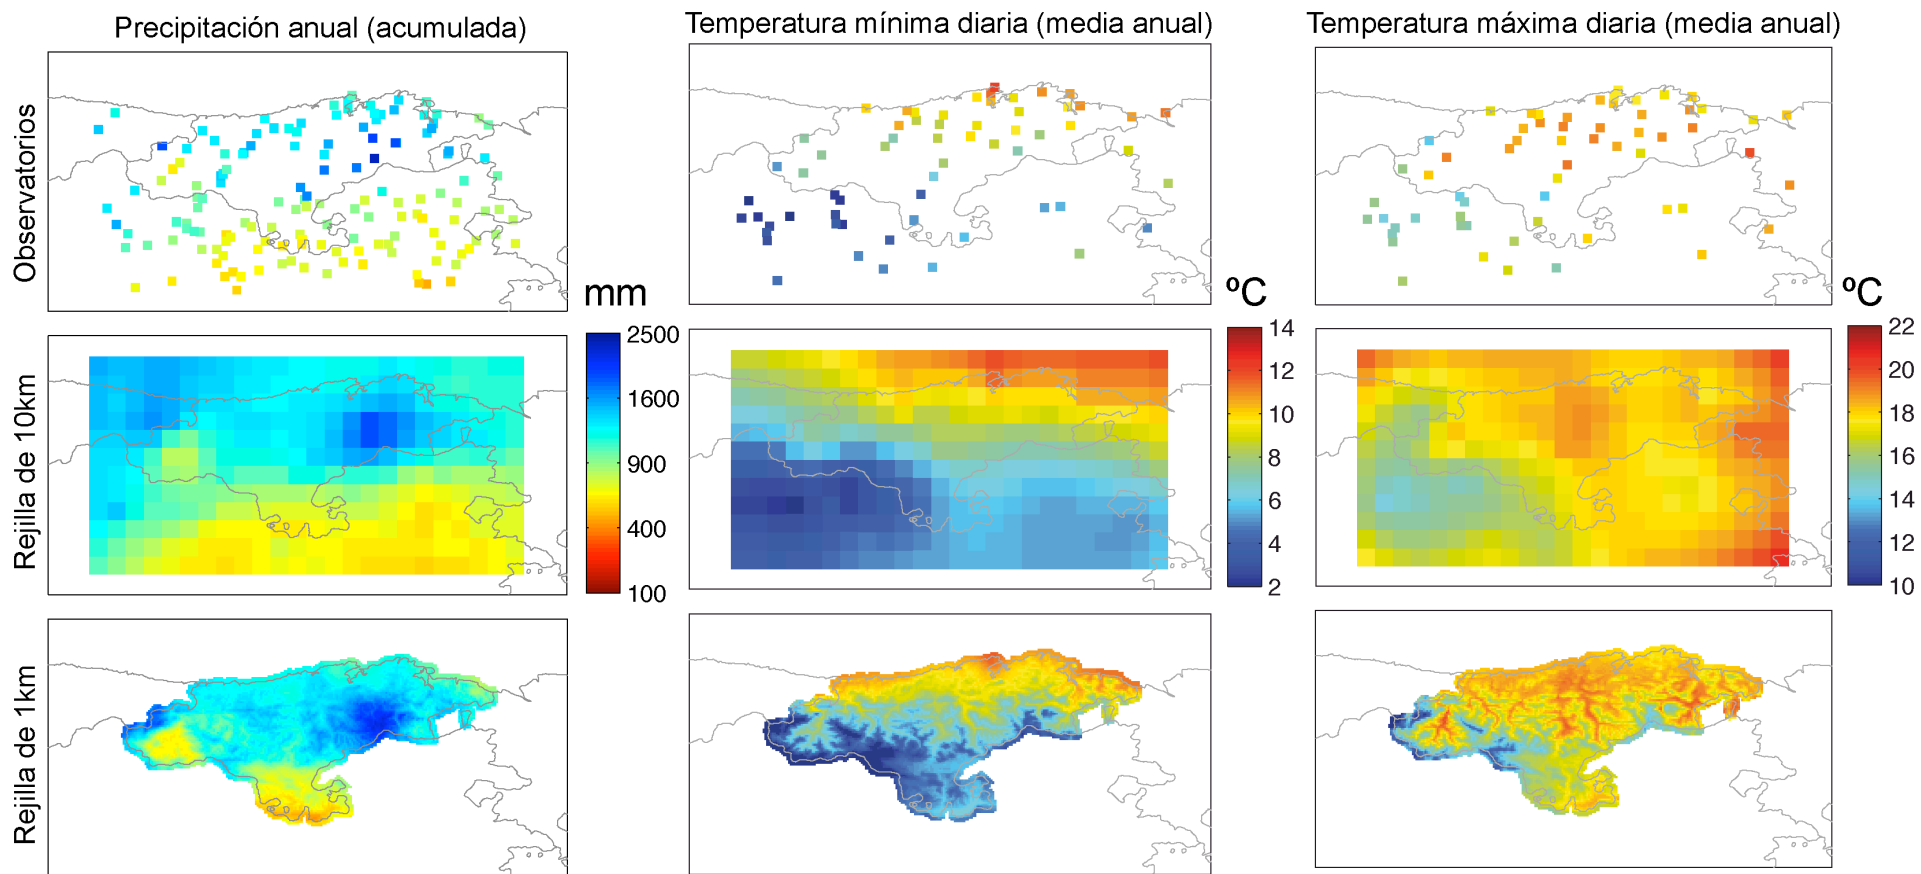 Precipitación anual (acumulada)
Temperatura mínima diaria (media anual)
Temperatura máxima diaria (media anual)
Observatorios
mm
ºC
ºC
Rejilla de 10km
2500
1600
900
400
100
14
12
10
8
6
4
2
22
20
18
16
14
12
10
Rejilla de 1km